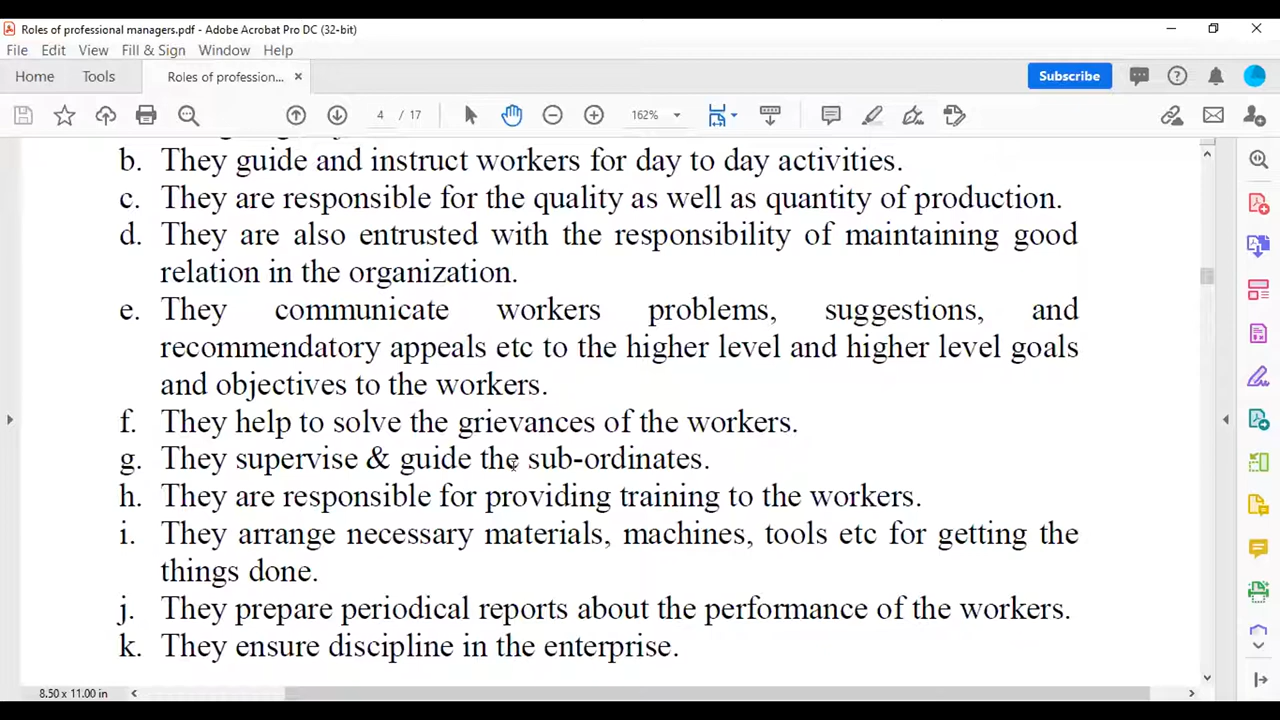 Roles of professional managers.pdf - Adobe Acrobat Pro DC (32-bit)
File Edit View Fill & Sign Window Help
Home Tools Roles of profession... ×
Subscribe
4 / 17
162%
b. They guide and instruct workers for day to day activities.
c. They are responsible for the quality as well as quantity of production.
d. They are also entrusted with the responsibility of maintaining good
relation in the organization.
e. They communicate workers problems, suggestions, and
recommendatory appeals etc to the higher level and higher level goals
and objectives to the workers.
f. They help to solve the grievances of the workers.
g. They supervise & guide the sub-ordinates.
h. They are responsible for providing training to the workers.
i. They arrange necessary materials, machines, tools etc for getting the
things done.
j. They prepare periodical reports about the performance of the workers.
k. They ensure discipline in the enterprise.
8.50 x 11.00 in